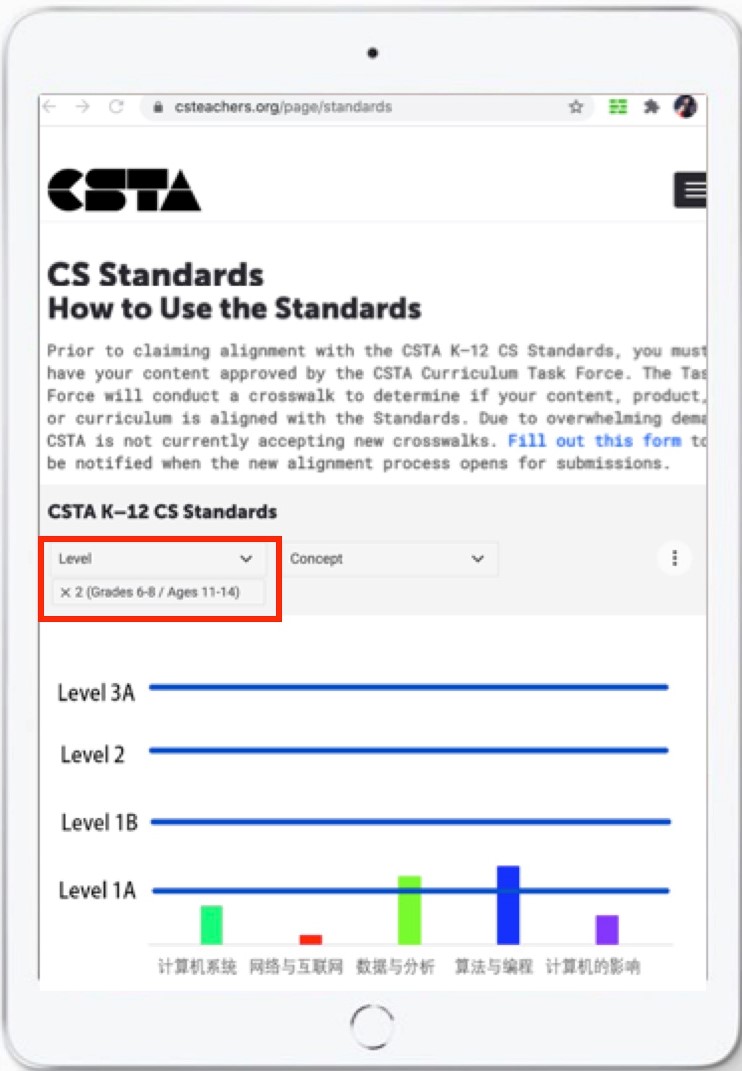 csteachers.org/page/standards
CSTA
CS Standards
How to Use the Standards
Prior to claiming alignment with the CSTA K–12 CS Standards, you must
have your content approved by the CSTA Curriculum Task Force. The Tas
Force will conduct a crosswalk to determine if your content, product,
or curriculum is aligned with the Standards. Due to overwhelming dema
CSTA is not currently accepting new crosswalks. Fill out this form to
be notified when the new alignment process opens for submissions.
CSTA K–12 CS Standards
Level Concept
× 2 (Grades 6-8 / Ages 11-14)
Level 3A
Level 2
Level 1B
Level 1A
计算机系统 网络与互联网 数据与分析 算法与编程 计算机的影响